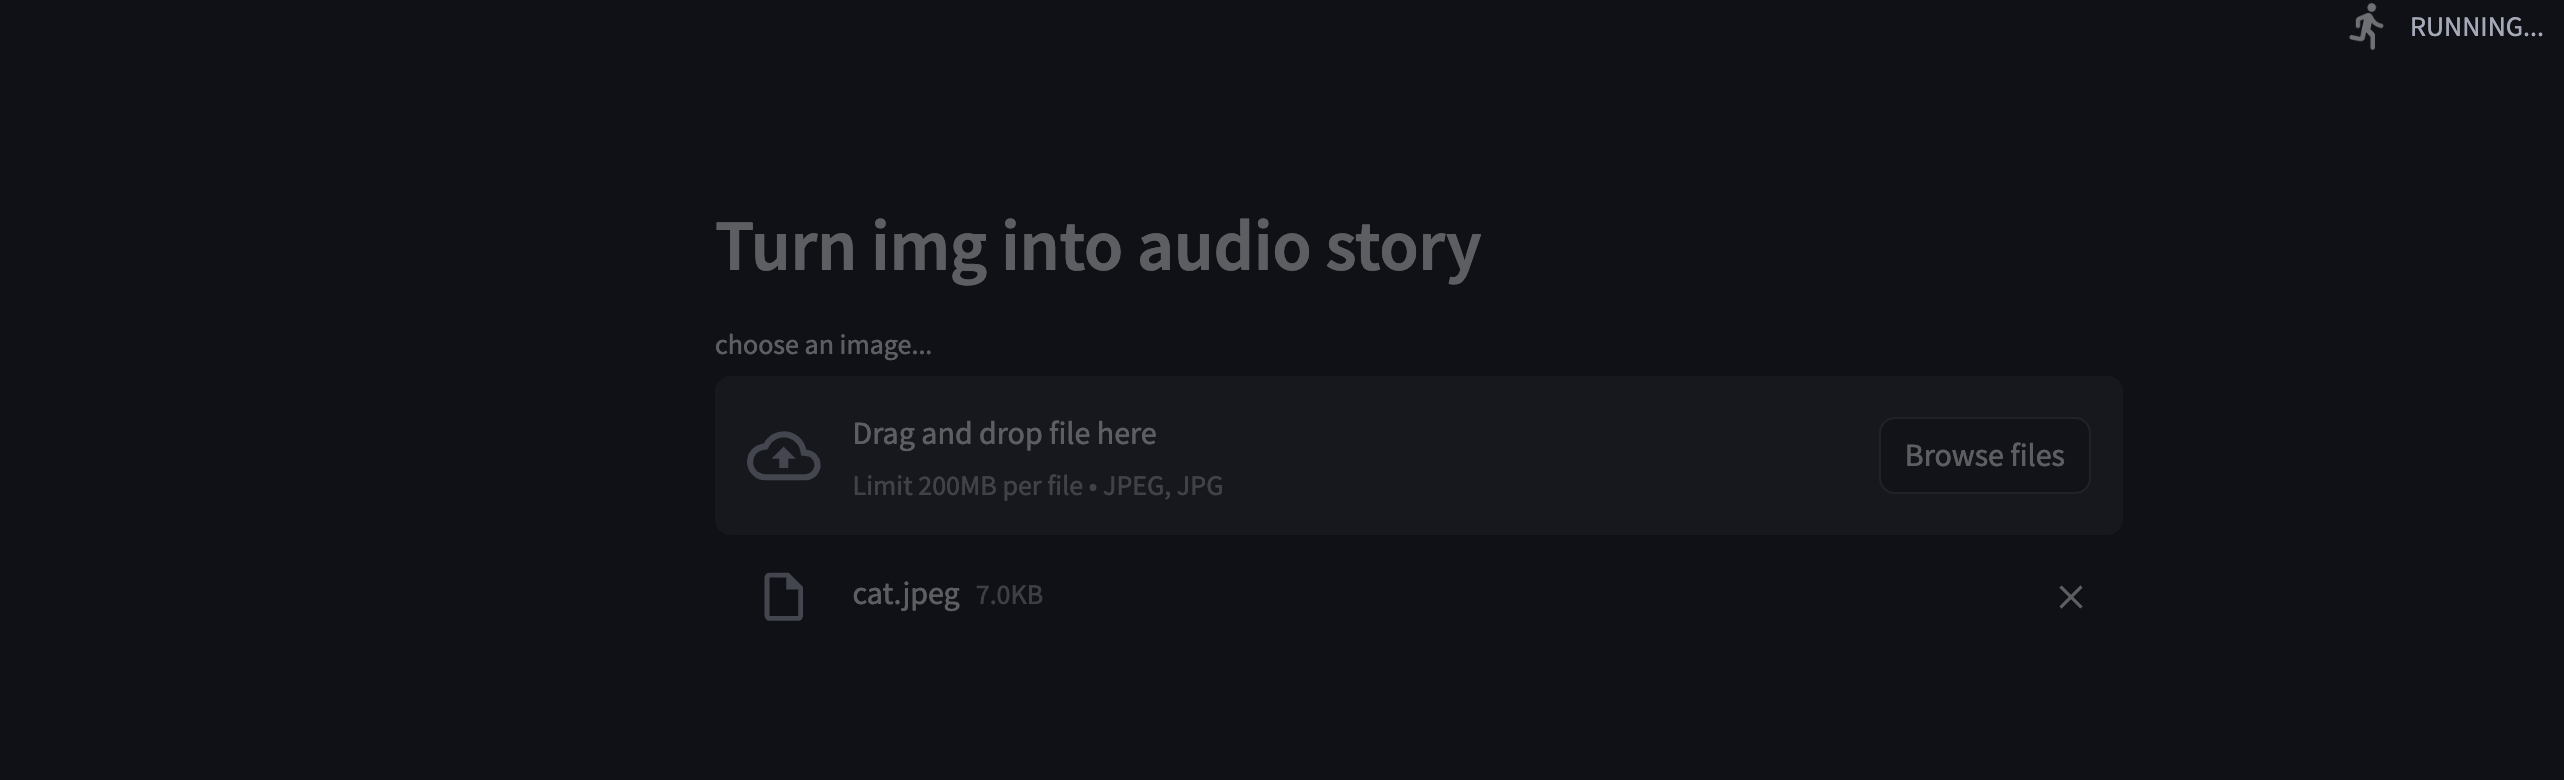 RUNNING...
Turn img into audio story
choose an image...
Drag and drop file here
Limit 200MB per file • JPEG, JPG
Browse files
cat.jpeg 7.0KB